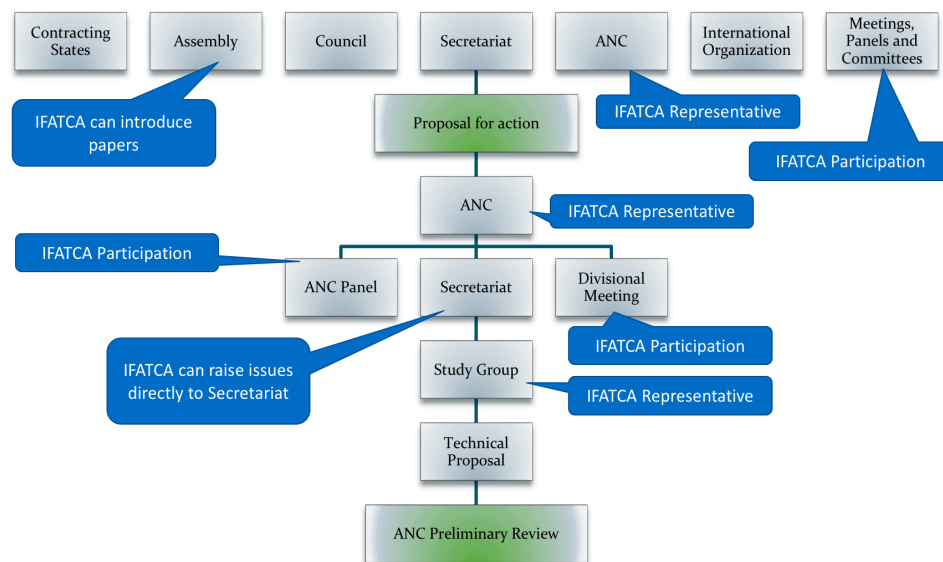 Contracting
States
Assembly
Council
Secretariat
ANC
International
Organization
Meetings,
Panels and
Committees
IFATCA can introduce
papers
Proposal for action
IFATCA Representative
IFATCA Participation
ANC
IFATCA Representative
IFATCA Participation
ANC Panel
Secretariat
Divisional
Meeting
IFATCA Participation
IFATCA can raise issues
directly to Secretariat
Study Group
IFATCA Representative
Technical
Proposal
ANC Preliminary Review